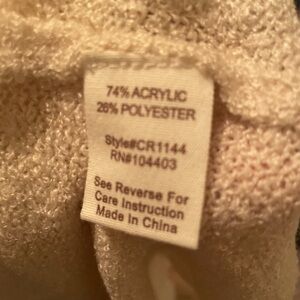 74% ACRYLIC
26% POLYESTER
Style#CR1144
RN#104403
See Reverse For
Care Instruction
Made In China